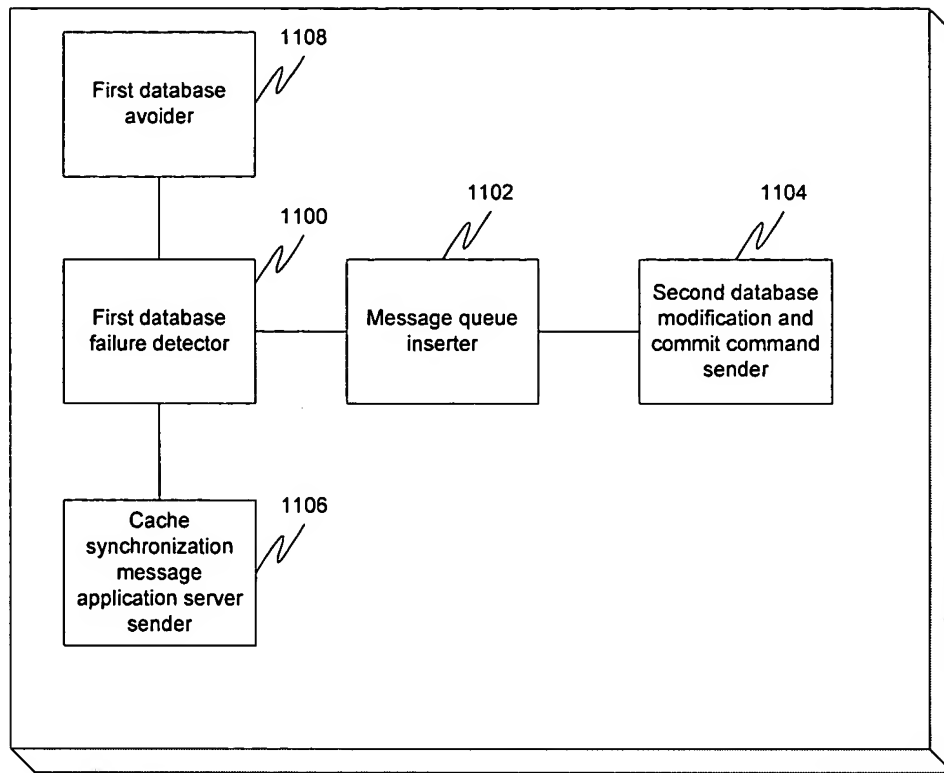 1108
First database
avoider
1100
First database
failure detector
1102
Message queue
inserter
1104
Second database
modification and
commit command
sender
1106
Cache
synchronization
message
application server
sender